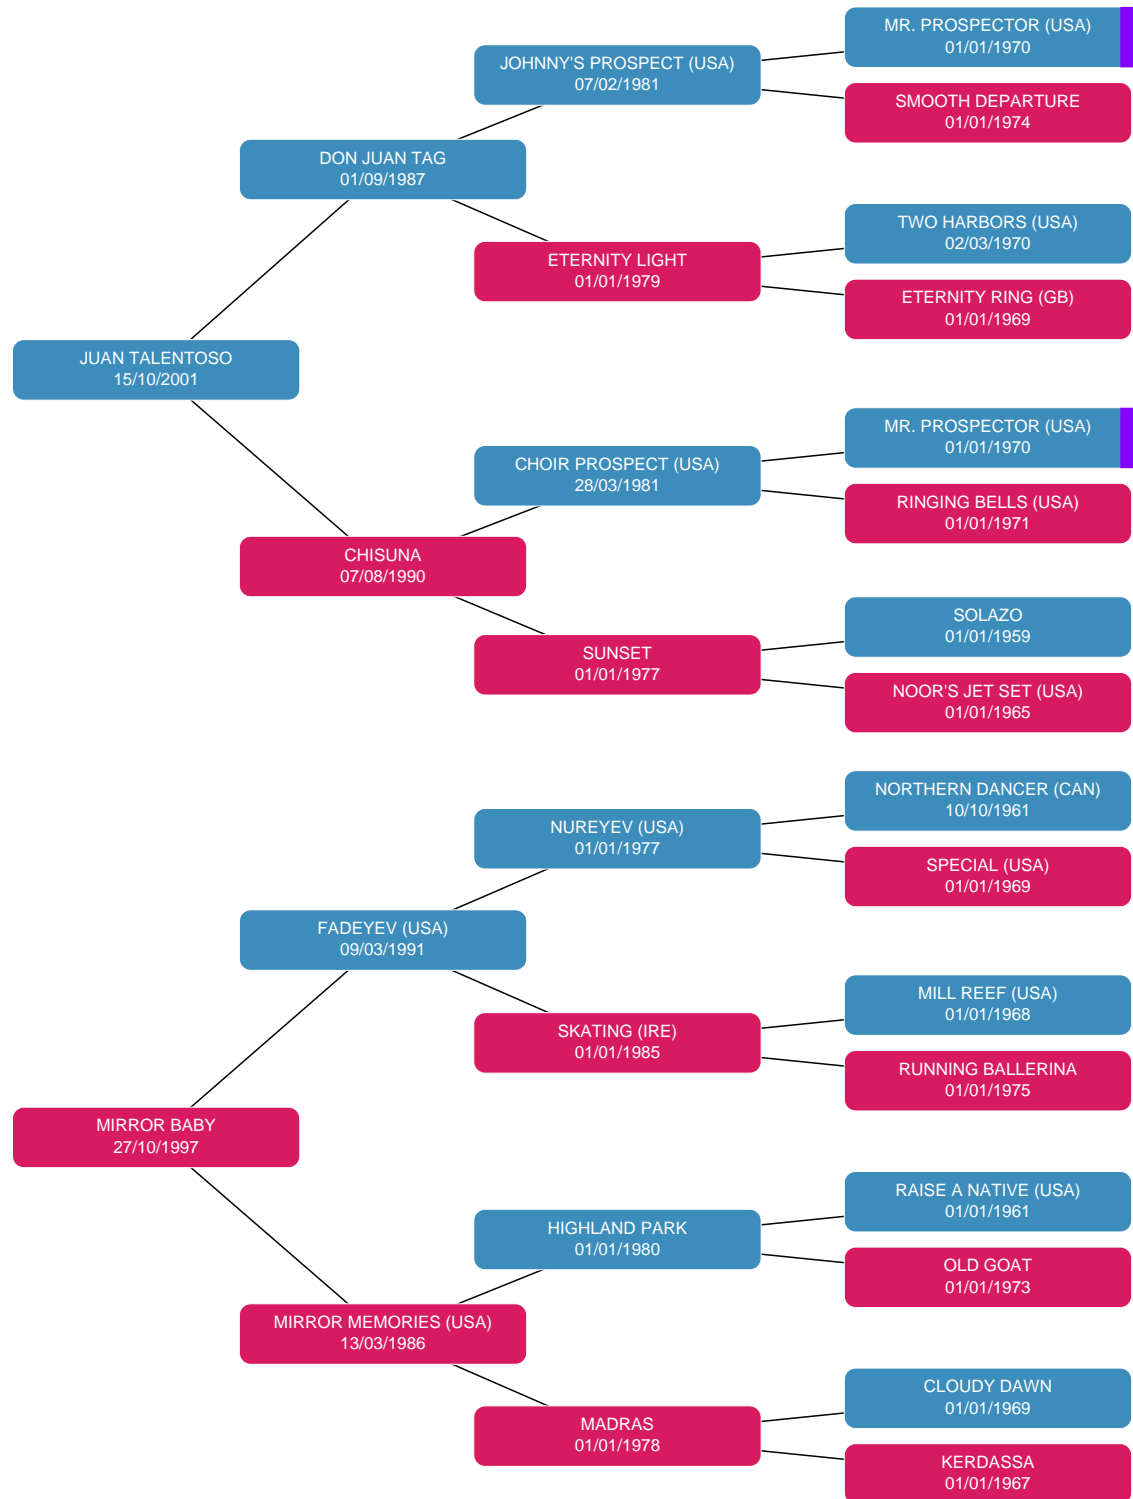 MR. PROSPECTOR (USA)
01/01/1970
JOHNNY'S PROSPECT (USA)
07/02/1981
SMOOTH DEPARTURE
01/01/1974
DON JUAN TAG
01/09/1987
TWO HARBORS (USA)
02/03/1970
ETERNITY LIGHT
01/01/1979
ETERNITY RING (GB)
01/01/1969
JUAN TALENTOSO
15/10/2001
MR. PROSPECTOR (USA)
01/01/1970
CHOIR PROSPECT (USA)
28/03/1981
RINGING BELLS (USA)
01/01/1971
CHISUNA
07/08/1990
SOLAZO
01/01/1959
SUNSET
01/01/1977
NOOR'S JET SET (USA)
01/01/1965
NORTHERN DANCER (CAN)
10/10/1961
NUREYEV (USA)
01/01/1977
SPECIAL (USA)
01/01/1969
FADEYEV (USA)
09/03/1991
MILL REEF (USA)
01/01/1968
SKATING (IRE)
01/01/1985
RUNNING BALLERINA
01/01/1975
MIRROR BABY
27/10/1997
RAISE A NATIVE (USA)
01/01/1961
HIGHLAND PARK
01/01/1980
OLD GOAT
01/01/1973
MIRROR MEMORIES (USA)
13/03/1986
CLOUDY DAWN
01/01/1969
MADRAS
01/01/1978
KERDASSA
01/01/1967